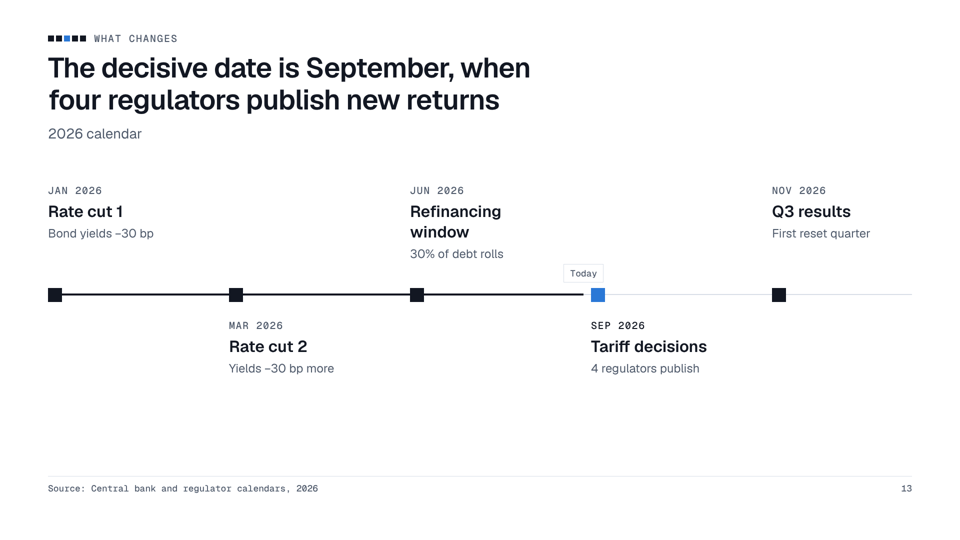 WHAT CHANGES
The decisive date is September, when
four regulators publish new returns
2026 calendar
JAN 2026
Rate cut 1
Bond yields −30 bp
JUN 2026
Refinancing
window
30% of debt rolls
NOV 2026
Q3 results
First reset quarter
Today
MAR 2026
Rate cut 2
Yields −30 bp more
SEP 2026
Tariff decisions
4 regulators publish
Source: Central bank and regulator calendars, 2026
13